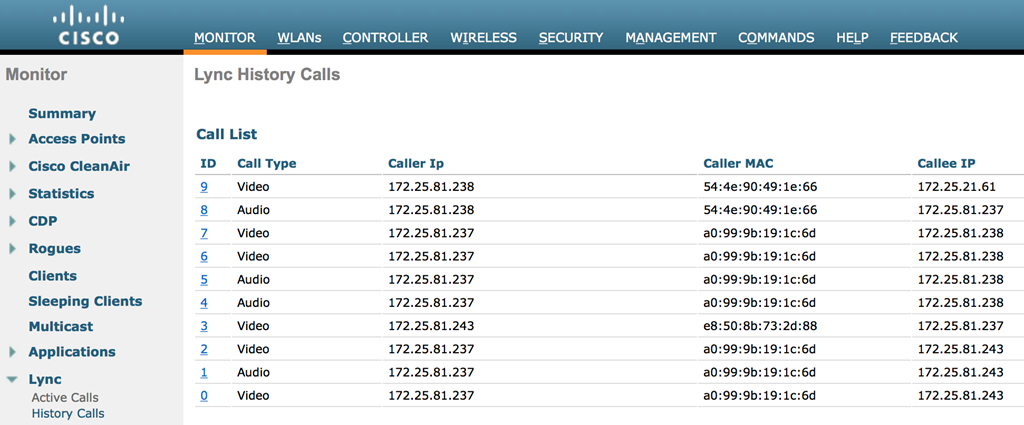 CISCO
MONITOR WLANs CONTROLLER WIRELESS SECURITY MANAGEMENT COMMANDS HELP FEEDBACK
Monitor
Summary
Access Points
Cisco CleanAir
Statistics
CDP
Rogues
Clients
Sleeping Clients
Multicast
Applications
Lync
Active Calls
History Calls
Lync History Calls
Call List
ID Call Type Caller Ip Caller MAC Callee IP
9 Video 172.25.81.238 54:4e:90:49:1e:66 172.25.21.61
8 Audio 172.25.81.238 54:4e:90:49:1e:66 172.25.81.237
7 Video 172.25.81.237 a0:99:9b:19:1c:6d 172.25.81.238
6 Video 172.25.81.237 a0:99:9b:19:1c:6d 172.25.81.238
5 Audio 172.25.81.237 a0:99:9b:19:1c:6d 172.25.81.238
4 Audio 172.25.81.237 a0:99:9b:19:1c:6d 172.25.81.238
3 Video 172.25.81.243 e8:50:8b:73:2d:88 172.25.81.237
2 Video 172.25.81.237 a0:99:9b:19:1c:6d 172.25.81.243
1 Audio 172.25.81.237 a0:99:9b:19:1c:6d 172.25.81.243
0 Video 172.25.81.237 a0:99:9b:19:1c:6d 172.25.81.243